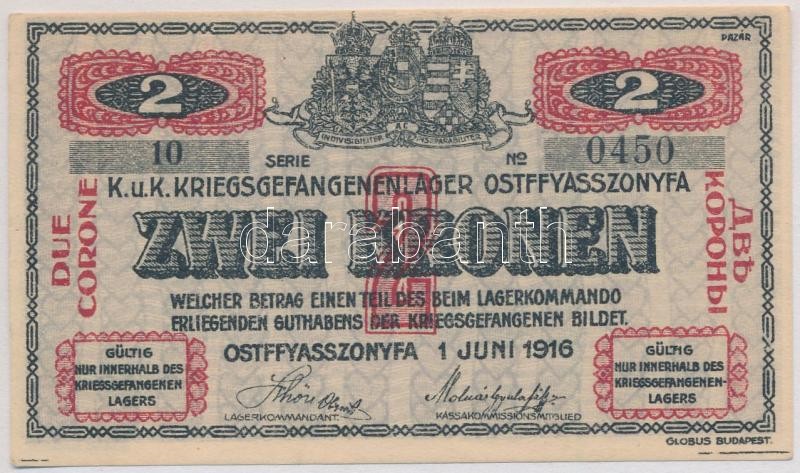 PAZÁR
2
2
INDIVISIBILITER AC INSEPARABILITER
10 SERIE No 0450
K.u.K. KRIEGSGEFANGENENLAGER OSTFFYASSZONYFA
ZWEI KRONEN
2
DUE
CORONE
ДВѢ
КОРОНЫ
darabanth
WELCHER BETRAG EINEN TEIL DES BEIM LAGERKOMMANDO
ERLIEGENDEN GUTHABENS DER KRIEGSGEFANGENEN BILDET.
OSTFFYASSZONYFA 1 JUNI 1916
GÜLTIG
NUR INNERHALB DES
KRIEGSGEFANGENEN
LAGERS
GÜLTIG
NUR INNERHALB DES
KRIEGSGEFANGENEN-
LAGERS
LAGERKOMMANDANT.
KASSAKOMMISSIONSMITGLIED
GLOBUS BUDAPEST.